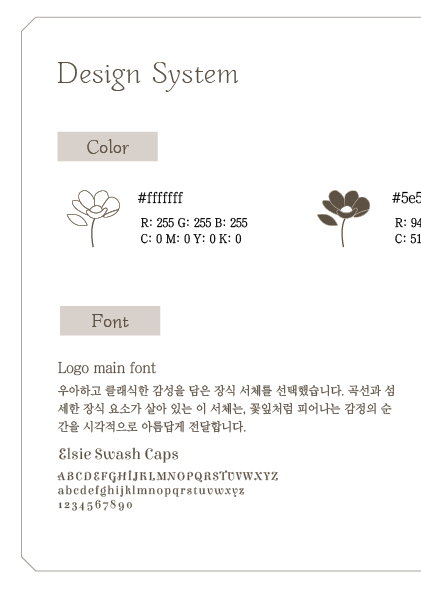 Design System
Color
#fffffff
R: 255 G: 255 B: 255
C: 0 M: 0 Y: 0 K: 0
#5e5
R: 94
C: 51
Font
Logo main font
우아하고 클래식한 감성을 담은 장식 서체를 선택했습니다. 곡선과 섬
세한 장식 요소가 살아 있는 이 서체는, 꽃잎처럼 피어나는 감정의 순
간을 시각적으로 아름답게 전달합니다.
Elsie Swash Caps
ABCDEFGHIJKLMNOPQRSTUVWXYZ
abcdefghijklmnopqrstuvwxyz
1234567890